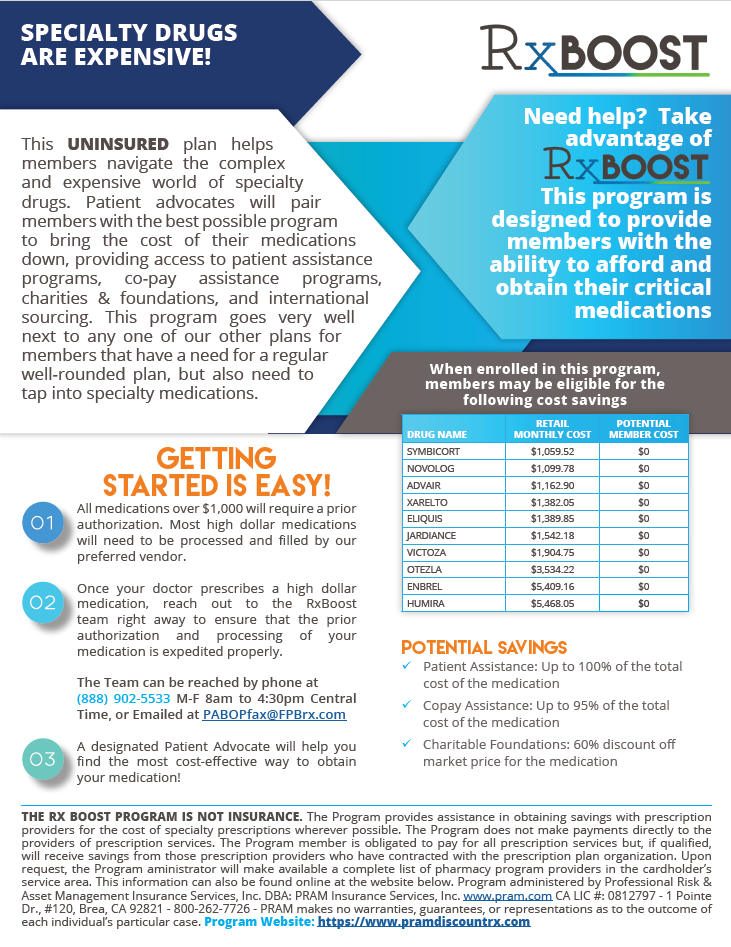 SPECIALTY DRUGS
ARE EXPENSIVE!
RxBOOST
This UNINSURED plan helps
members navigate the complex
and expensive world of specialty
drugs. Patient advocates will pair
members with the best possible program
to bring the cost of their medications
down, providing access to patient assistance
programs, co-pay assistance programs,
charities & foundations, and international
sourcing. This program goes very well
next to any one of our other plans for
members that have a need for a regular
well-rounded plan, but also need to
tap into specialty medications.
Need help? Take
advantage of
RxBOOST
This program is
designed to provide
members with the
ability to afford and
obtain their critical
medications
When enrolled in this program,
members may be eligible for the
following cost savings
DRUG NAME RETAIL MONTHLY COST POTENTIAL MEMBER COST
SYMBICORT $1,059.52 $0
NOVOLOG $1,099.78 $0
ADVAIR $1,162.90 $0
XARELTO $1,382.05 $0
ELIQUIS $1,389.85 $0
JARDIANCE $1,542.18 $0
VICTOZA $1,904.75 $0
OTEZLA $3,534.22 $0
ENBREL $5,409.16 $0
HUMIRA $5,468.05 $0
GETTING
STARTED IS EASY!
01
All medications over $1,000 will require a prior
authorization. Most high dollar medications
will need to be processed and filled by our
preferred vendor.
02
Once your doctor prescribes a high dollar
medication, reach out to the RxBoost
team right away to ensure that the prior
authorization and processing of your
medication is expedited properly.
The Team can be reached by phone at
(888) 902-5533 M-F 8am to 4:30pm Central
Time, or Emailed at PABOPfax@FPBrx.com
03
A designated Patient Advocate will help you
find the most cost-effective way to obtain
your medication!
POTENTIAL SAVINGS
✓ Patient Assistance: Up to 100% of the total
cost of the medication
✓ Copay Assistance: Up to 95% of the total
cost of the medication
✓ Charitable Foundations: 60% discount off
market price for the medication
THE RX BOOST PROGRAM IS NOT INSURANCE. The Program provides assistance in obtaining savings with prescription
providers for the cost of specialty prescriptions wherever possible. The Program does not make payments directly to the
providers of prescription services. The Program member is obligated to pay for all prescription services but, if qualified,
will receive savings from those prescription providers who have contracted with the prescription plan organization. Upon
request, the Program aministrator will make available a complete list of pharmacy program providers in the cardholder's
service area. This information can also be found online at the website below. Program administered by Professional Risk &
Asset Management Insurance Services, Inc. DBA: PRAM Insurance Services, Inc. www.pram.com CA LIC #: 0812797 - 1 Pointe
Dr., #120, Brea, CA 92821 - 800-262-7726 - PRAM makes no warranties, guarantees, or representations as to the outcome of
each individual's particular case. Program Website: https://www.pramdiscountrx.com